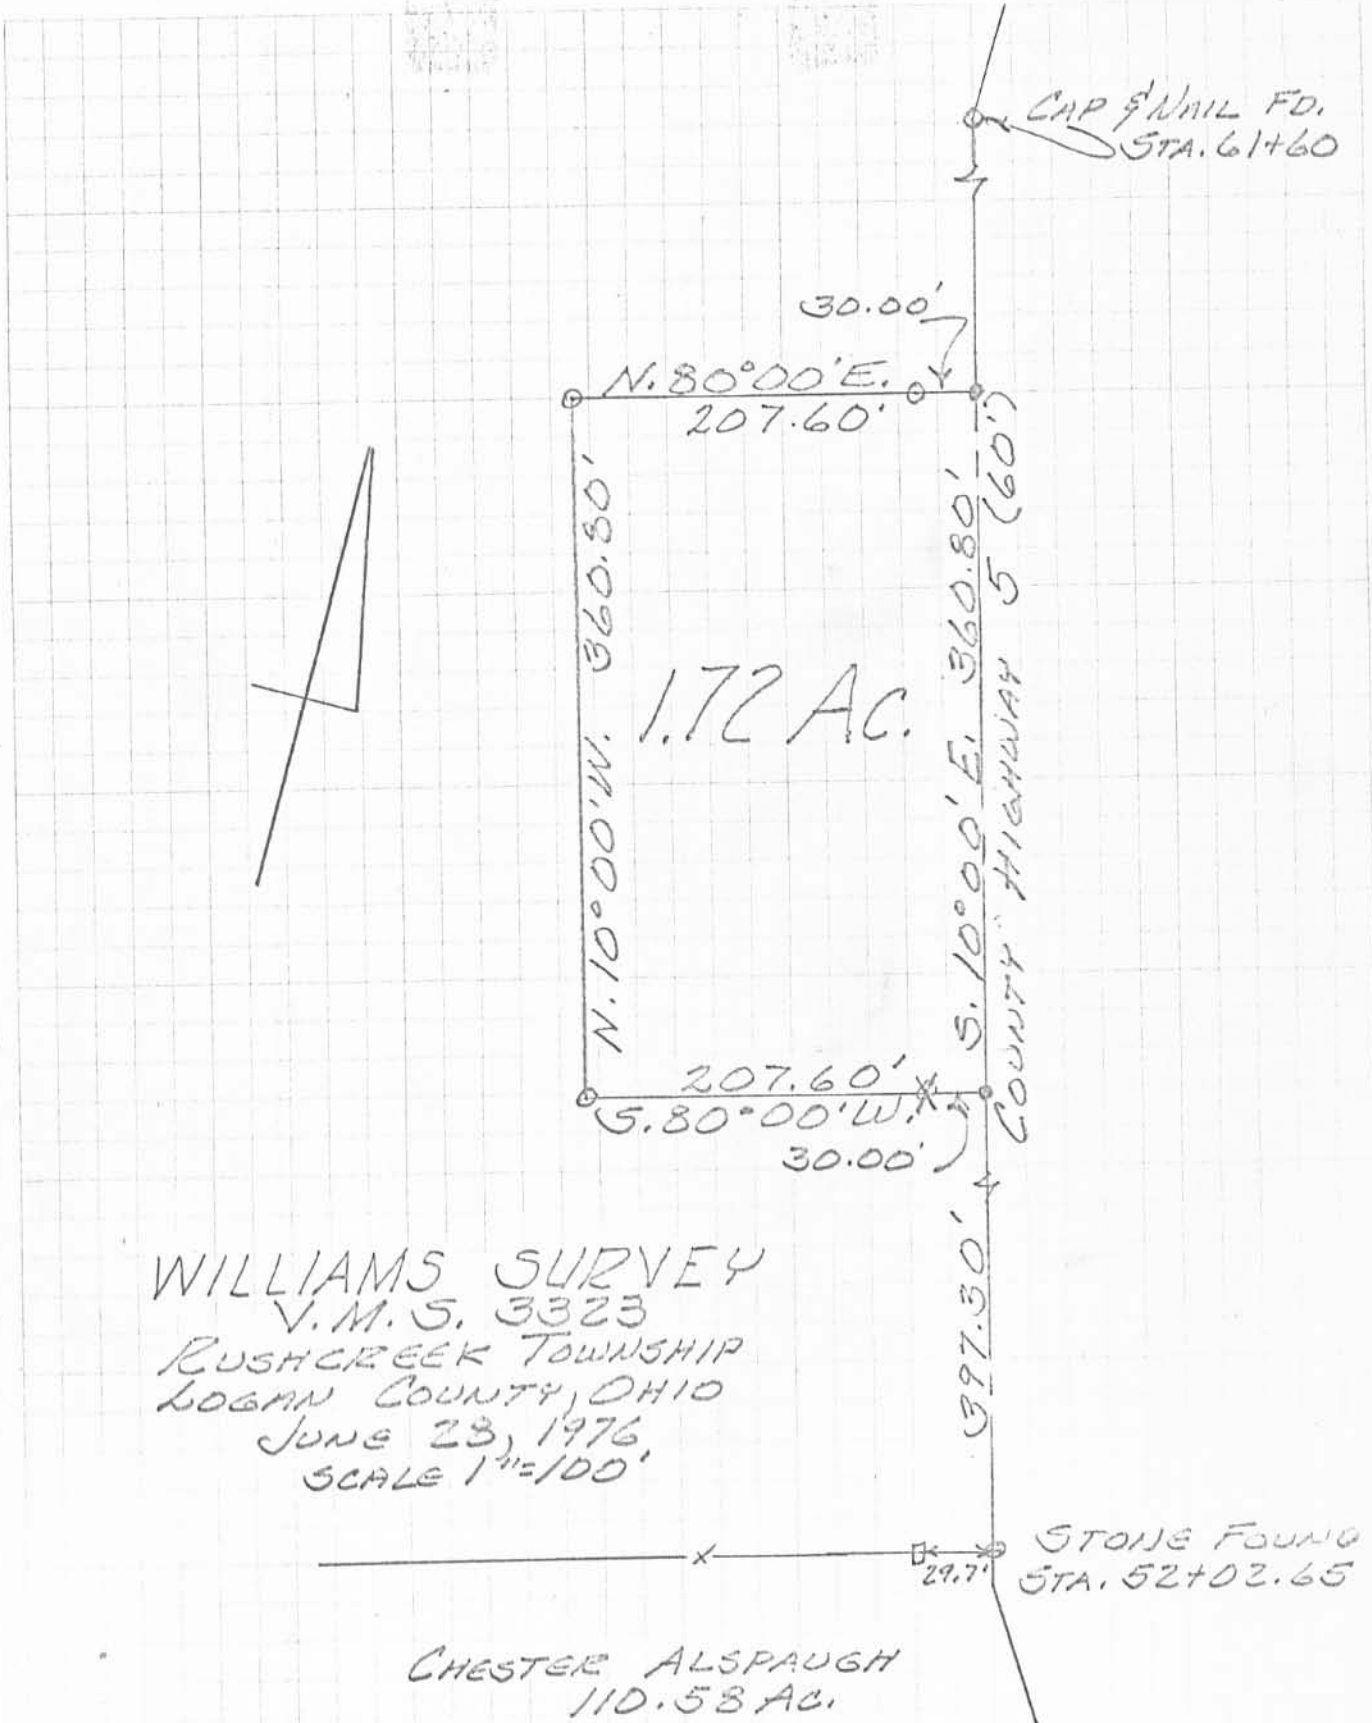 CAP & NAIL FD.
STA. 61+60
30.00'
N. 80°00'E.
207.60'
N. 10°00'W. 360.80'
1.72 AC.
S. 10°00'E. 360.80'
COUNTY HIGHWAY 5 (60')
207.60'
S. 80°00'W.
30.00'
397.30'
WILLIAMS SURVEY
V. M. S. 3323
RUSHCREEK TOWNSHIP
LOGAN COUNTY, OHIO
JUNE 28, 1976
SCALE 1"=100'
29.7'
STONE FOUND
STA. 52+02.65
CHESTER ALSPAUGH
110.58 AC.